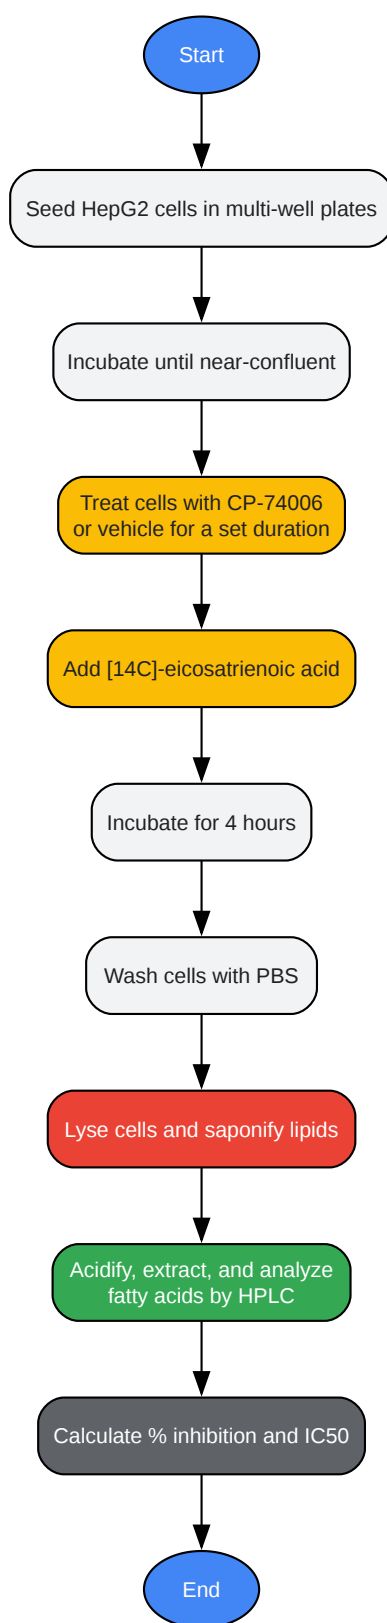 Start
Seed HepG2 cells in multi-well plates
Incubate until near-confluent
Treat cells with CP-74006
or vehicle for a set duration
Add [14C]-eicosatrienoic acid
Incubate for 4 hours
Wash cells with PBS
Lyse cells and saponify lipids
Acidify, extract, and analyze
fatty acids by HPLC
Calculate % inhibition and IC50
End